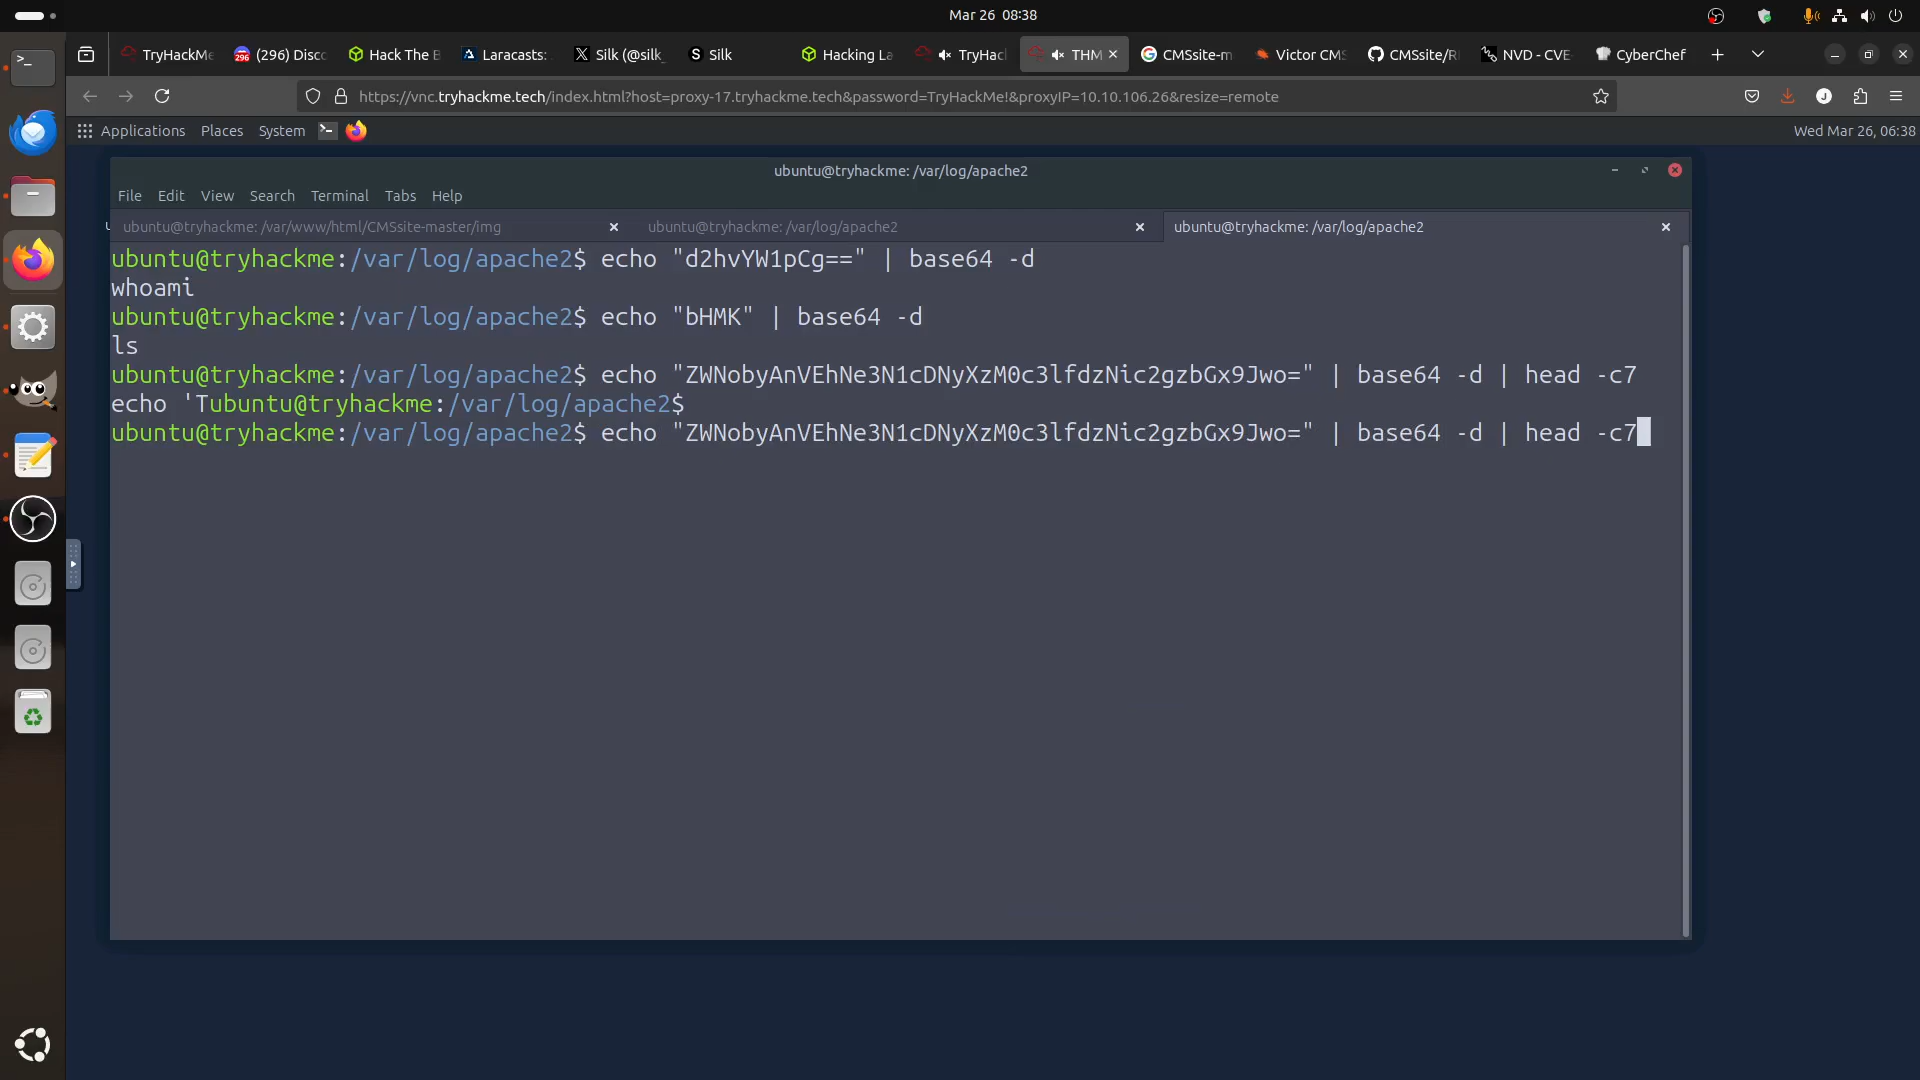 Mar 26 08:38
TryHackMe
(296) Disco
Hack The B
Laracasts:
Silk (@silk_
Silk
Hacking La
TryHac
THM
CMSsite-m
Victor CMS
CMSsite/RI
NVD - CVE-
CyberChef
https://vnc.tryhackme.tech/index.html?host=proxy-17.tryhackme.tech&password=TryHackMe!&proxyIP=10.10.106.26&resize=remote
J
Applications Places System
Wed Mar 26, 06:38
ubuntu@tryhackme: /var/log/apache2
File Edit View Search Terminal Tabs Help
ubuntu@tryhackme: /var/www/html/CMSsite-master/img
ubuntu@tryhackme: /var/log/apache2
ubuntu@tryhackme: /var/log/apache2
ubuntu@tryhackme:/var/log/apache2$ echo "d2hvYW1pCg==" | base64 -d
whoami
ubuntu@tryhackme:/var/log/apache2$ echo "bHMK" | base64 -d
ls
ubuntu@tryhackme:/var/log/apache2$ echo "ZWNobyAnVEhNe3N1cDNyXzM0c3lfdzNic2gzbGx9Jwo=" | base64 -d | head -c7
echo 'Tubuntu@tryhackme:/var/log/apache2$
ubuntu@tryhackme:/var/log/apache2$ echo "ZWNobyAnVEhNe3N1cDNyXzM0c3lfdzNic2gzbGx9Jwo=" | base64 -d | head -c7